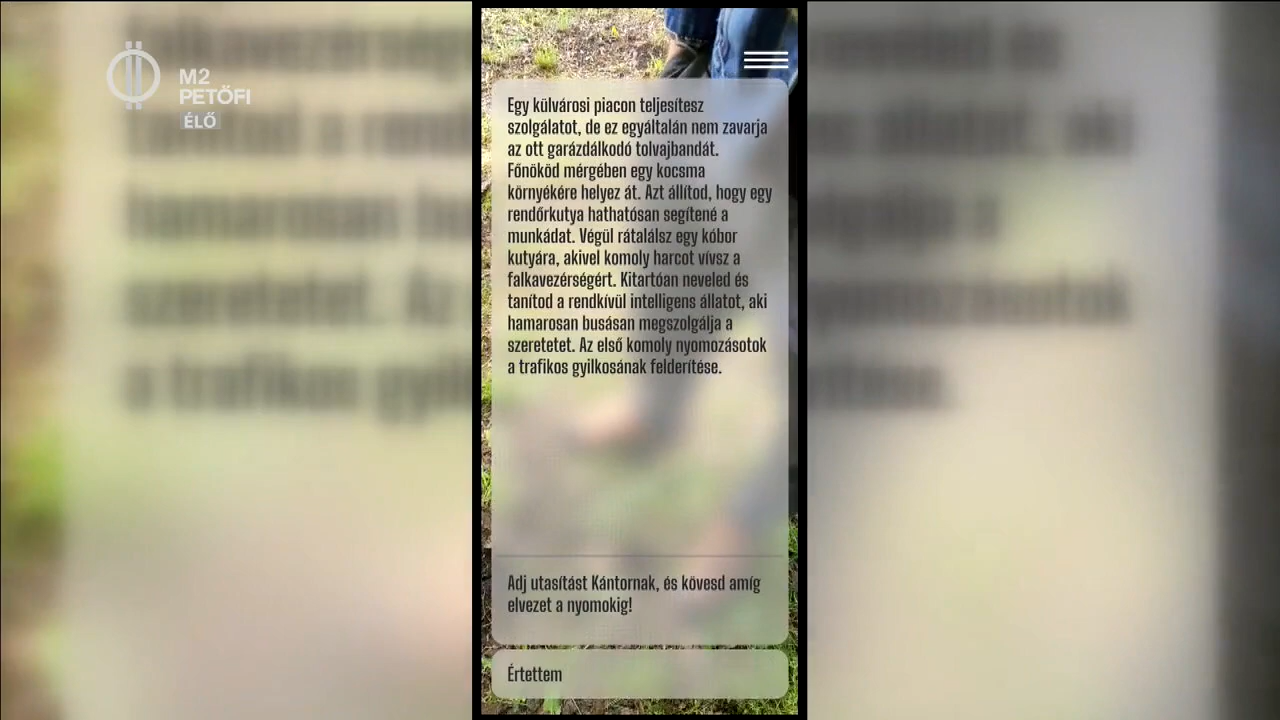 M2
PETŐFI
ÉLŐ
Egy külvárosi piacon teljesítesz
szolgálatot, de ez egyáltalán nem zavarja
az ott garázdálkodó tolvajbandát.
Főnököd mérgében egy kocsma
környékére helyez át. Azt állítod, hogy egy
rendőrkutya hathatósan segítené a
munkádat. Végül rátalálsz egy kóbor
kutyára, akivel komoly harcot vívsz a
falkavezérségért. Kitartóan neveled és
tanítod a rendkívül intelligens állatot, aki
hamarosan busásan megszolgálja a
szeretetet. Az első komoly nyomozásotok
a trafikos gyilkosának felderítése.
Adj utasítást Kántornak, és kövesd amíg
elvezet a nyomokig!
Értettem